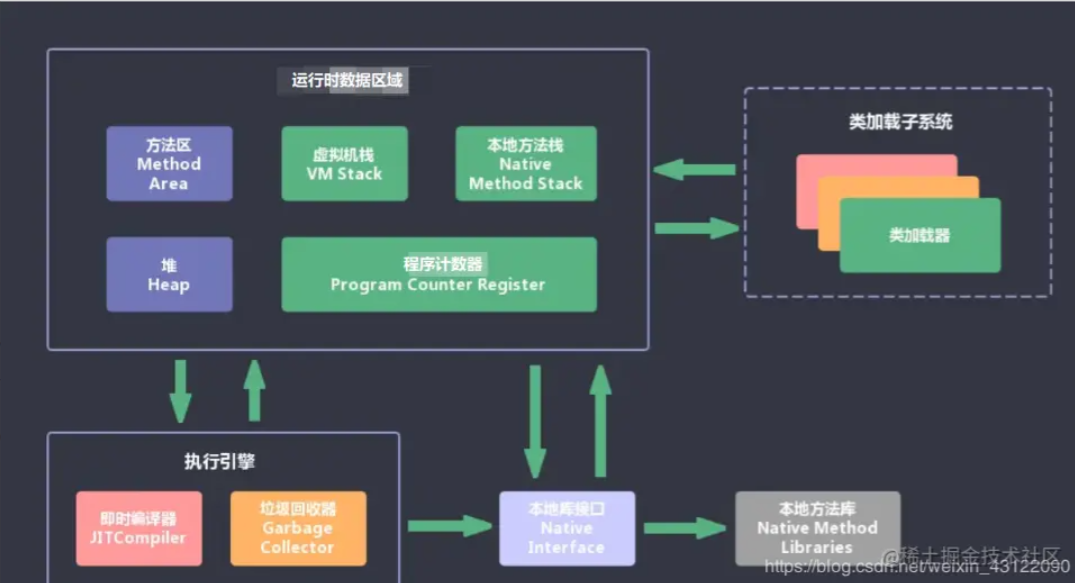 运行时数据区域
方法区
Method
Area
虚拟机栈
VM Stack
本地方法栈
Native
Method Stack
堆
Heap
程序计数器
Program Counter Register
类加载子系统
类加载器
执行引擎
即时编译器
JITCompiler
垃圾回收器
Garbage
Collector
本地库接口
Native
Interface
本地方法库
Native Method
Libraries
@稀土掘金技术社区
https://blog.csdn.net/weixin_43122090